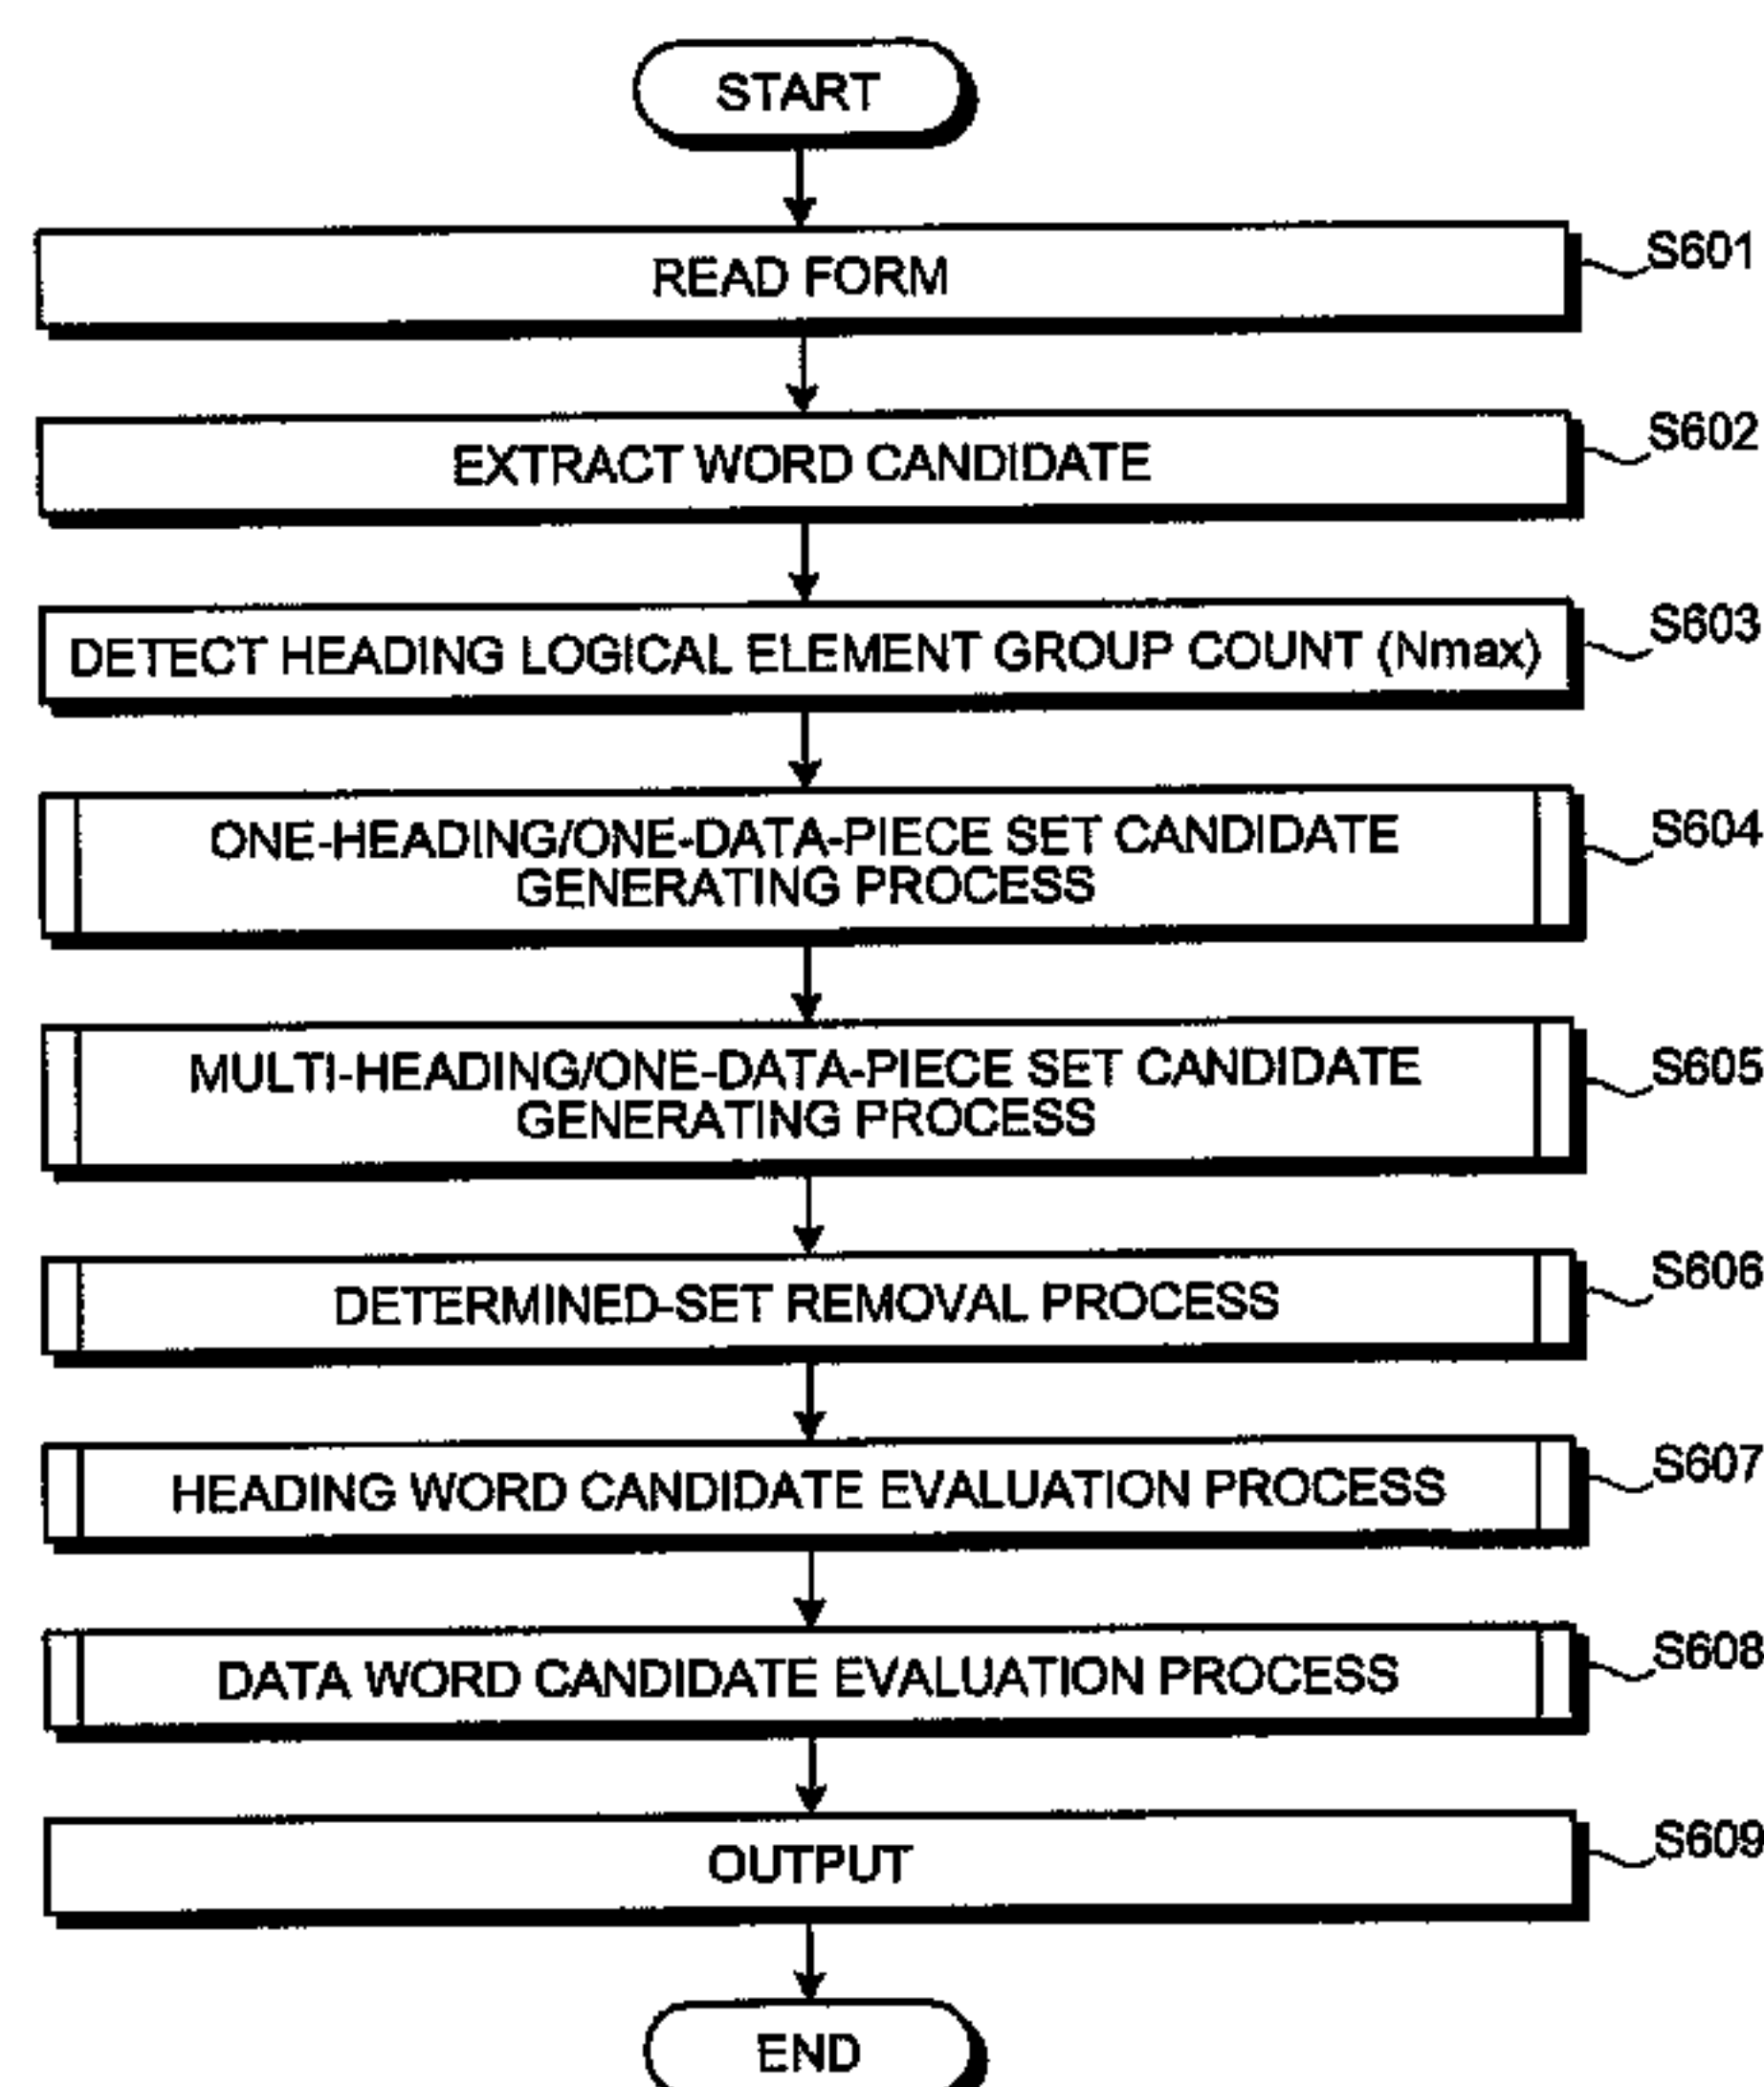 START
READ FORM
S601
EXTRACT WORD CANDIDATE
S602
DETECT HEADING LOGICAL ELEMENT GROUP COUNT (Nmax)
S603
ONE-HEADING/ONE-DATA-PIECE SET CANDIDATE
GENERATING PROCESS
S604
MULTI-HEADING/ONE-DATA-PIECE SET CANDIDATE
GENERATING PROCESS
S605
DETERMINED-SET REMOVAL PROCESS
S606
HEADING WORD CANDIDATE EVALUATION PROCESS
S607
DATA WORD CANDIDATE EVALUATION PROCESS
S608
OUTPUT
S609
END